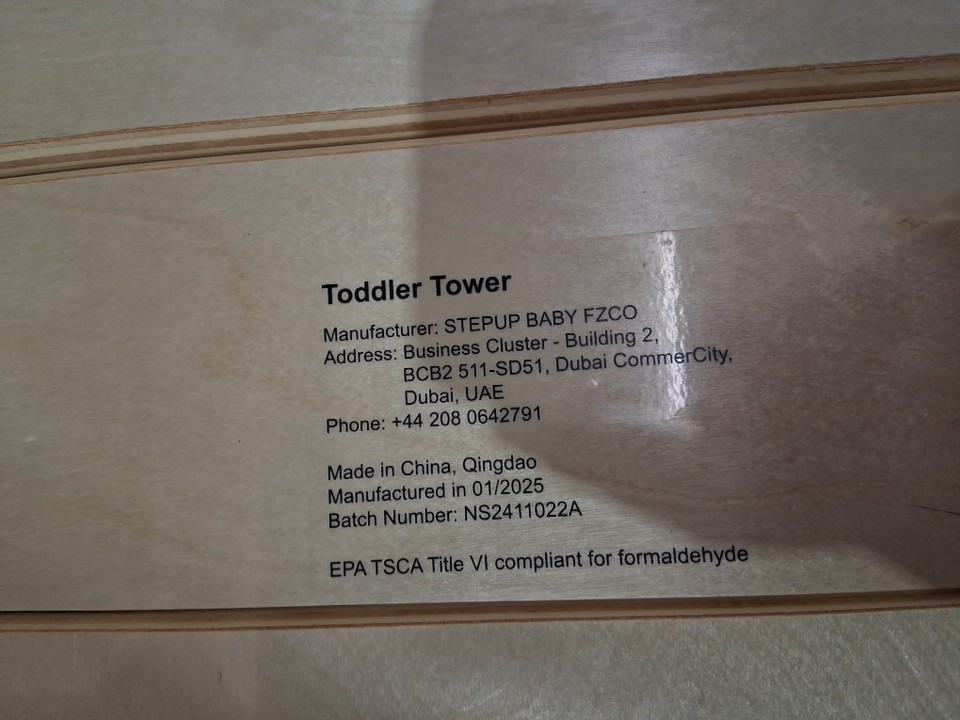 Toddler Tower
Manufacturer: STEPUP BABY FZCO
Address: Business Cluster - Building 2,
BCB2 511-SD51, Dubai CommerCity,
Dubai, UAE
Phone: +44 208 0642791
Made in China, Qingdao
Manufactured in 01/2025
Batch Number: NS2411022A
EPA TSCA Title VI compliant for formaldehyde